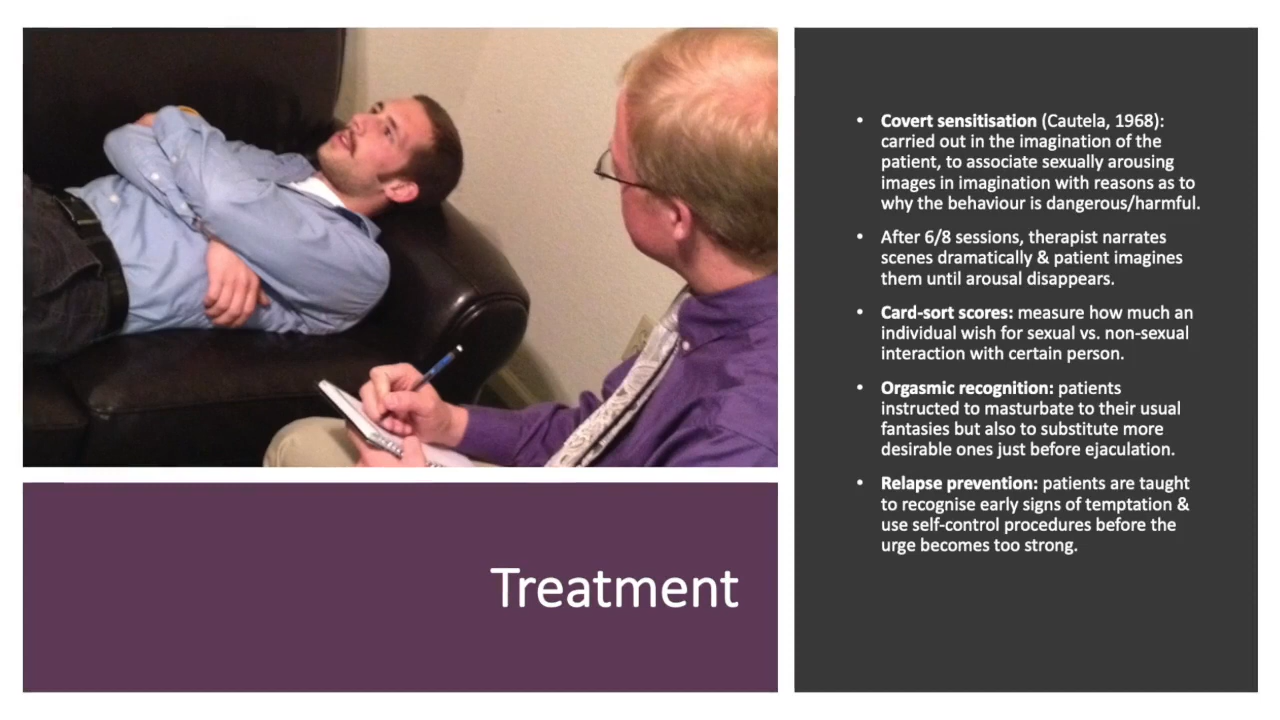 • Covert sensitisation (Cautela, 1968):
carried out in the imagination of the
patient, to associate sexually arousing
images in imagination with reasons as to
why the behaviour is dangerous/harmful.
• After 6/8 sessions, therapist narrates
scenes dramatically & patient imagines
them until arousal disappears.
• Card-sort scores: measure how much an
individual wish for sexual vs. non-sexual
interaction with certain person.
• Orgasmic recognition: patients
instructed to masturbate to their usual
fantasies but also to substitute more
desirable ones just before ejaculation.
• Relapse prevention: patients are taught
to recognise early signs of temptation &
use self-control procedures before the
urge becomes too strong.
Treatment